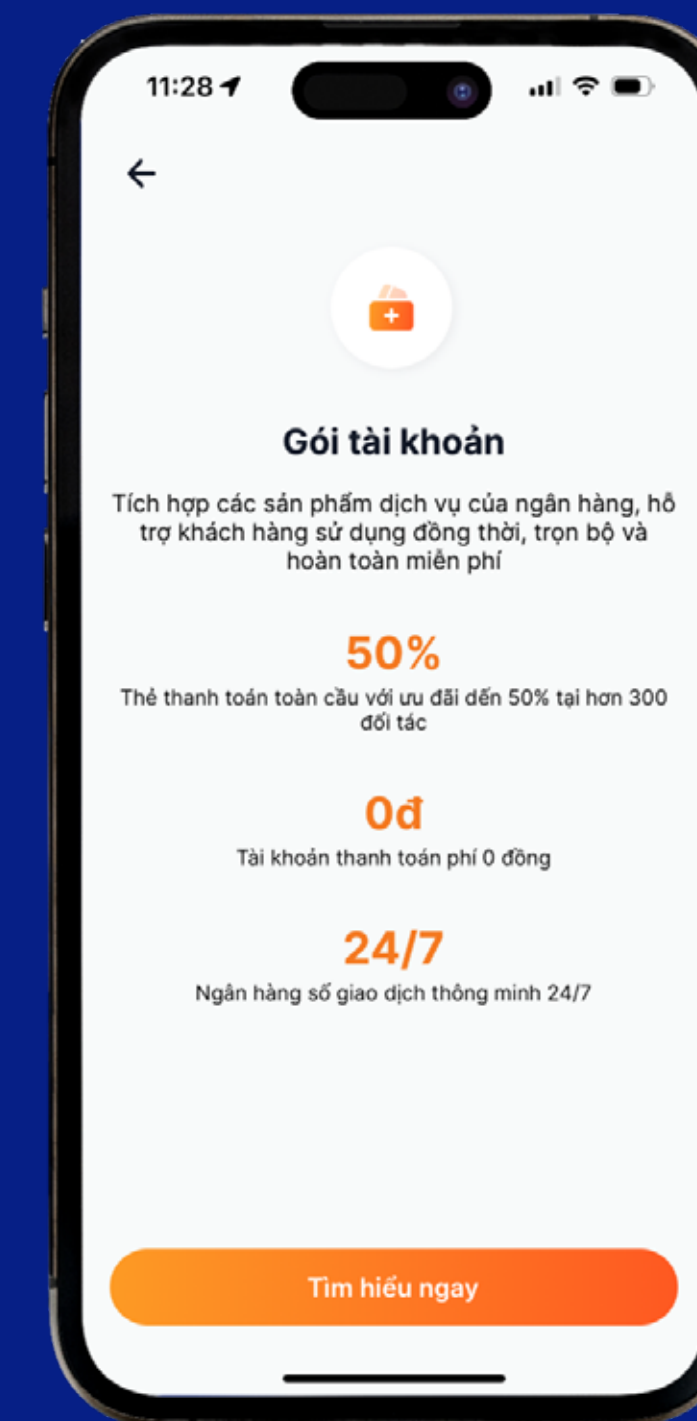 11:28
Gói tài khoản
Tích hợp các sản phẩm dịch vụ của ngân hàng, hỗ
trợ khách hàng sử dụng đồng thời, trọn bộ và
hoàn toàn miễn phí
50%
Thẻ thanh toán toàn cầu với ưu đãi dến 50% tại hơn 300
đối tác
0đ
Tài khoản thanh toán phí 0 đồng
24/7
Ngân hàng số giao dịch thông minh 24/7
Tìm hiểu ngay